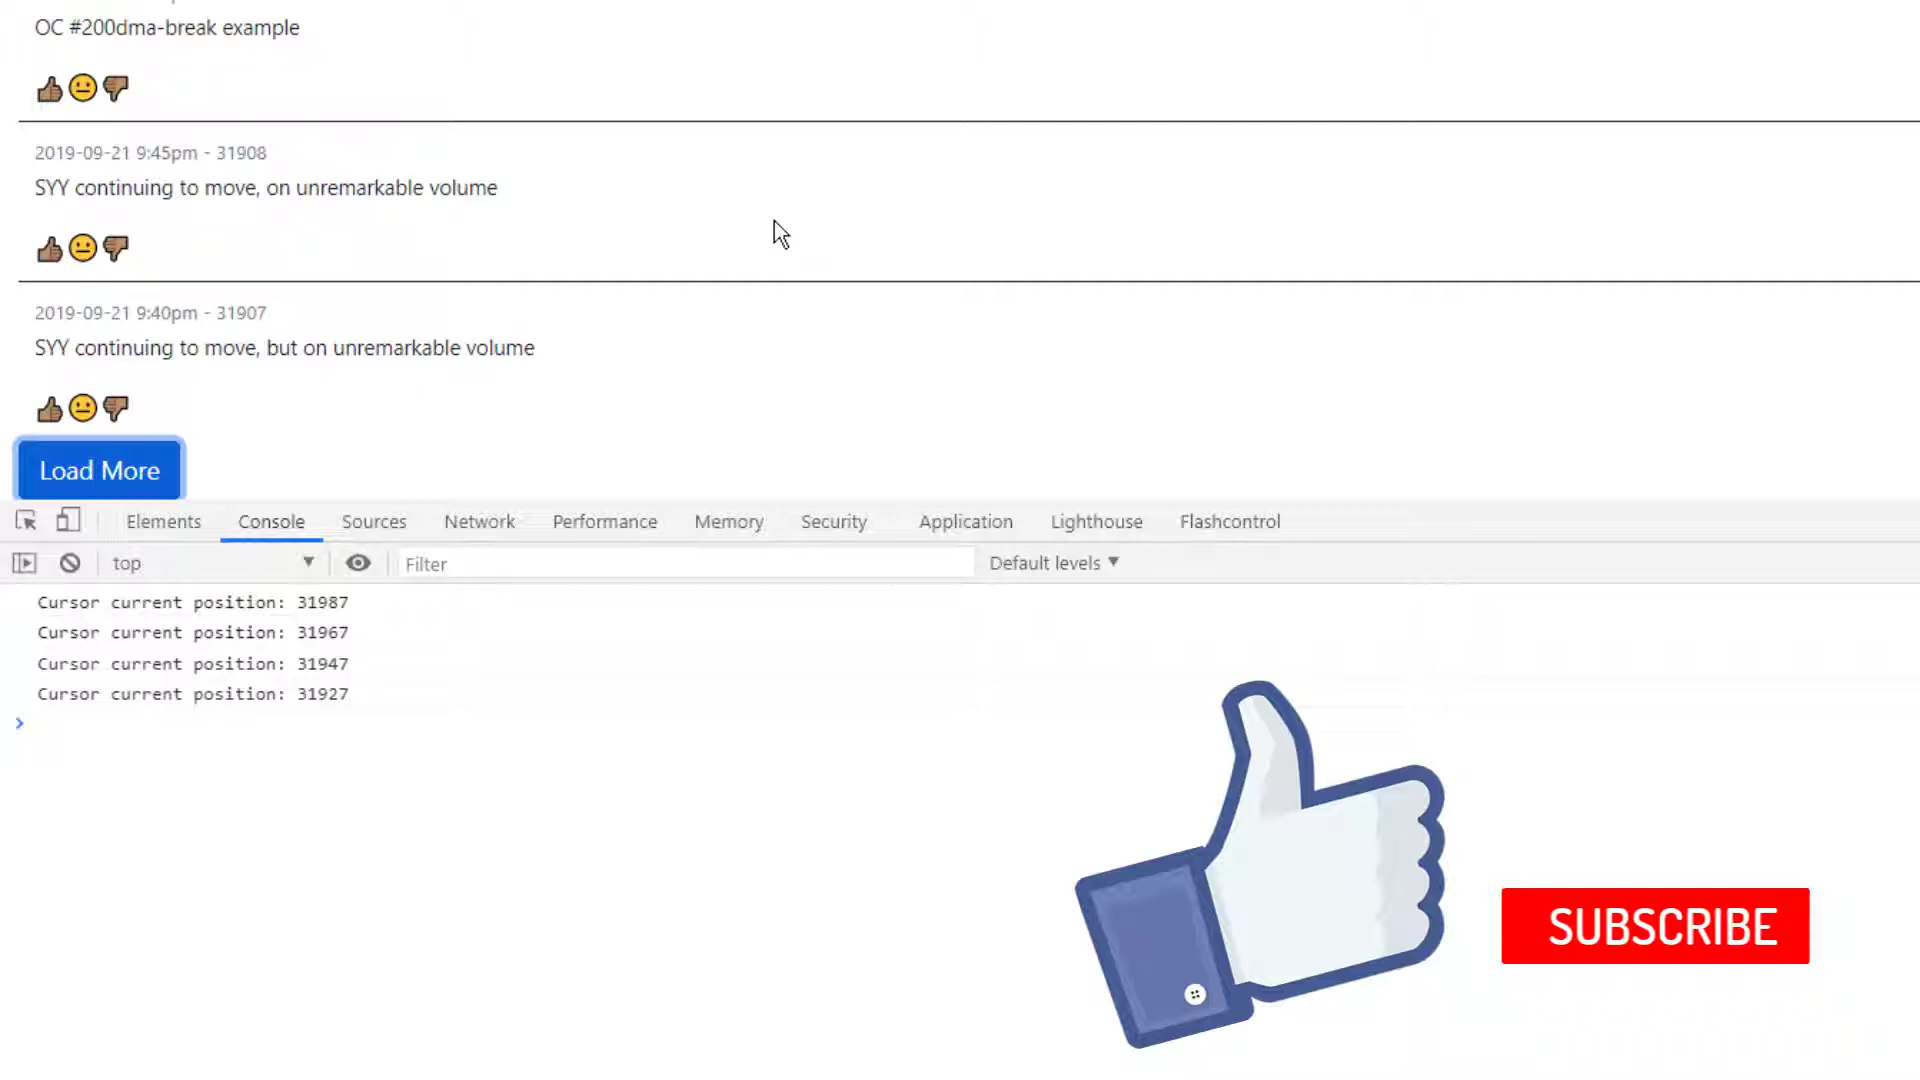 OC #200dma-break example
2019-09-21 9:45pm - 31908
SYY continuing to move, on unremarkable volume
2019-09-21 9:40pm - 31907
SYY continuing to move, but on unremarkable volume
Load More
Elements Console Sources Network Performance Memory Security Application Lighthouse Flashcontrol
top Filter Default levels
Cursor current position: 31987
Cursor current position: 31967
Cursor current position: 31947
Cursor current position: 31927
SUBSCRIBE